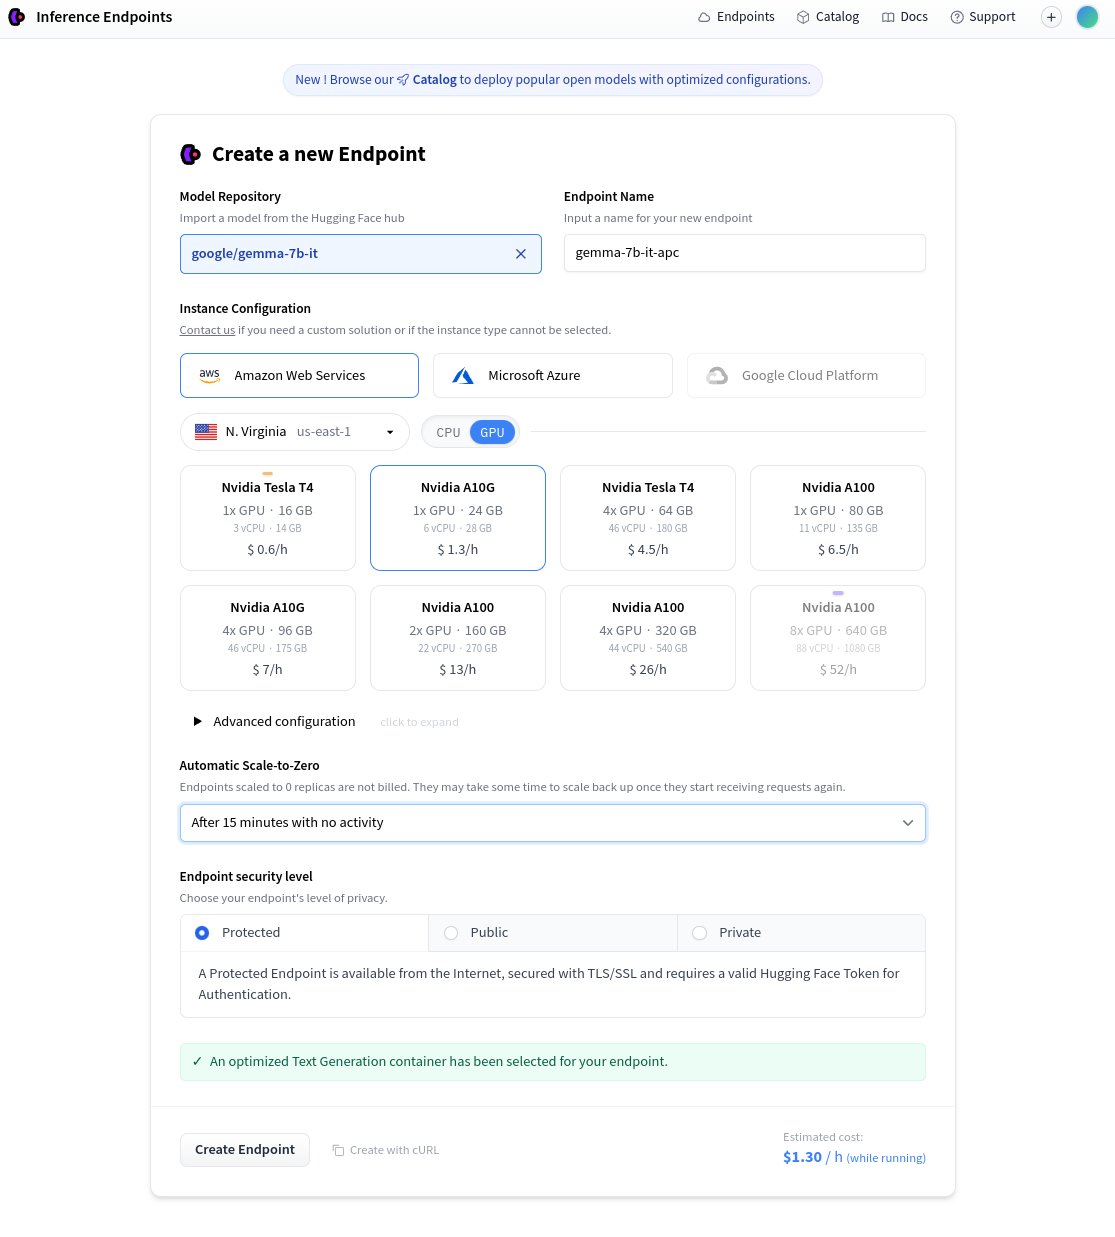 Inference Endpoints
Endpoints Catalog Docs Support
New ! Browse our Catalog to deploy popular open models with optimized configurations.
Create a new Endpoint
Model Repository
Import a model from the Hugging Face hub
google/gemma-7b-it
Endpoint Name
Input a name for your new endpoint
gemma-7b-it-apc
Instance Configuration
Contact us if you need a custom solution or if the instance type cannot be selected.
aws Amazon Web Services
Microsoft Azure
Google Cloud Platform
N. Virginia us-east-1
CPU GPU
Nvidia Tesla T4
1x GPU · 16 GB
3 vCPU · 14 GB
$ 0.6/h
Nvidia A10G
1x GPU · 24 GB
6 vCPU · 28 GB
$ 1.3/h
Nvidia Tesla T4
4x GPU · 64 GB
46 vCPU · 180 GB
$ 4.5/h
Nvidia A100
1x GPU · 80 GB
11 vCPU · 135 GB
$ 6.5/h
Nvidia A10G
4x GPU · 96 GB
46 vCPU · 175 GB
$ 7/h
Nvidia A100
2x GPU · 160 GB
22 vCPU · 270 GB
$ 13/h
Nvidia A100
4x GPU · 320 GB
44 vCPU · 540 GB
$ 26/h
Nvidia A100
8x GPU · 640 GB
88 vCPU · 1080 GB
$ 52/h
Advanced configuration click to expand
Automatic Scale-to-Zero
Endpoints scaled to 0 replicas are not billed. They may take some time to scale back up once they start receiving requests again.
After 15 minutes with no activity
Endpoint security level
Choose your endpoint's level of privacy.
Protected
Public
Private
A Protected Endpoint is available from the Internet, secured with TLS/SSL and requires a valid Hugging Face Token for
Authentication.
✓ An optimized Text Generation container has been selected for your endpoint.
Create Endpoint
Create with cURL
Estimated cost:
$1.30 / h (while running)